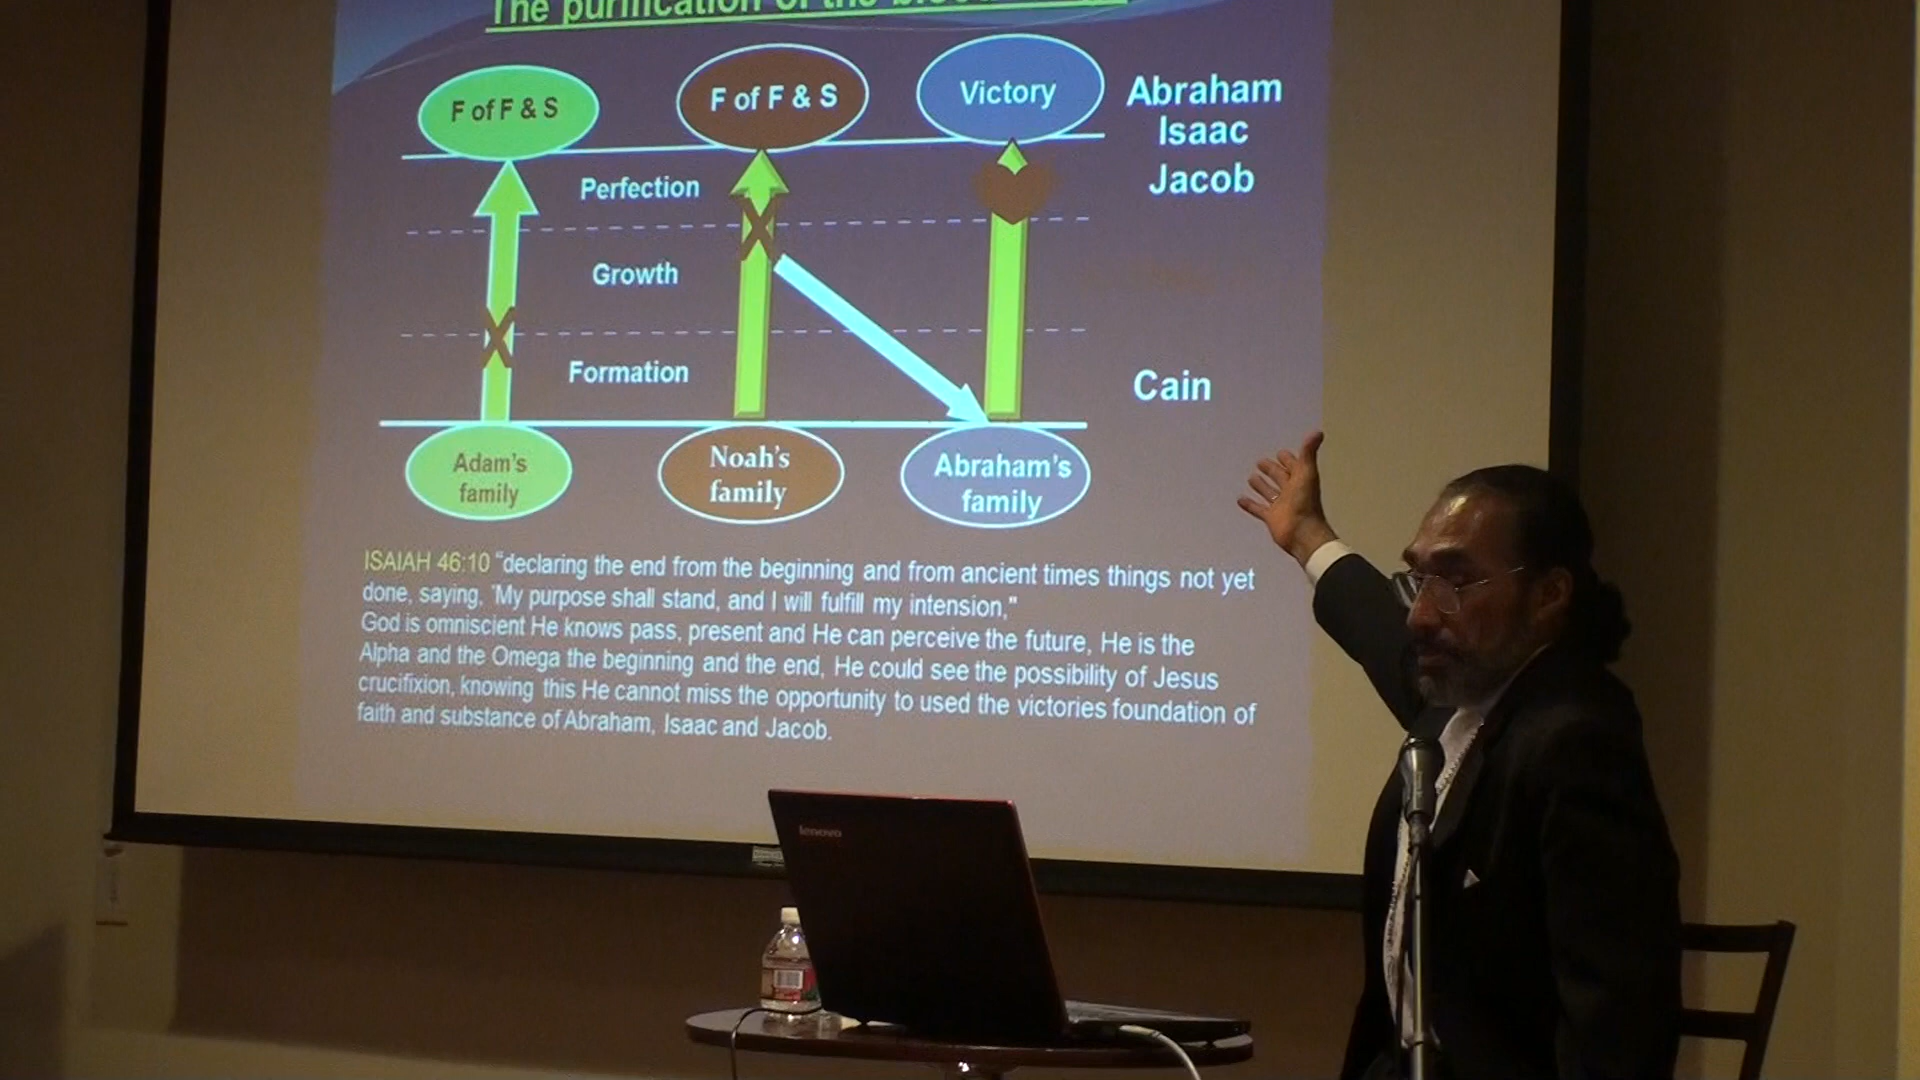 The purification of the
F of F & S
F of F & S
Victory
Abraham
Isaac
Jacob
Perfection
Growth
Formation
Cain
Adam's
family
Noah's
family
Abraham's
family
ISAIAH 46:10 “declaring the end from the beginning and from ancient times things not yet
done, saying, ‘My purpose shall stand, and I will fulfill my intension,"
God is omniscient He knows pass, present and He can perceive the future, He is the
Alpha and the Omega the beginning and the end, He could see the possibility of Jesus
crucifixion, knowing this He cannot miss the opportunity to used the victories foundation of
faith and substance of Abraham, Isaac and Jacob.
lenovo